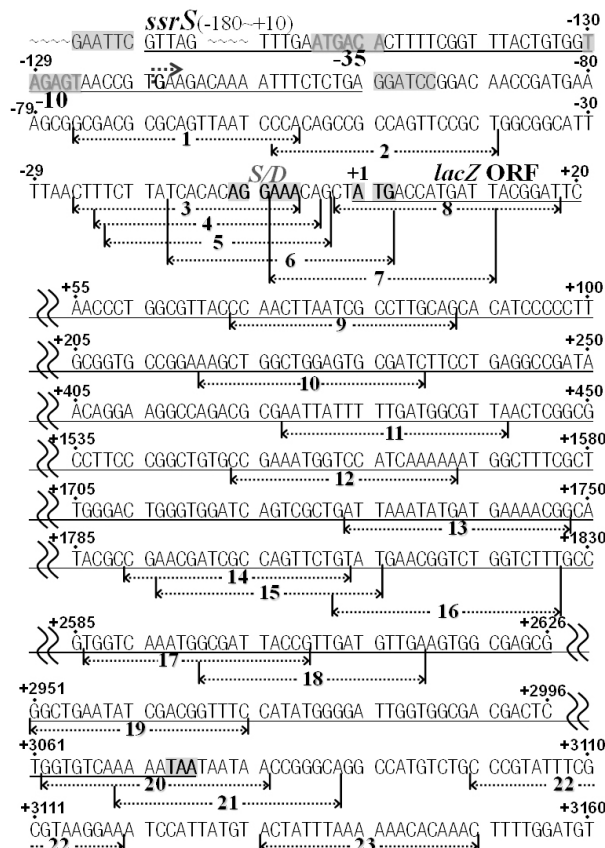 ssrS(-180~+10)
-130
~~~~GAATTC GTTAG ~~~~ TTTGAATGACA CTTTTCGGT TTACTGTGGT
-129 -35 -80
AGAGTAACCG TGAAGACAAA ATTTCTCTGA GGATCCGGAC AACCGATGAA
-10
-79 -30
AGCGGCGACG CGCAGTTAAT CCCACAGCCG CCAGTTCCGC TGGCGGCATT
1 2
-29 S/D +1 lacZ ORF +20
TTAACTTTCT TATCACACAG GAAACAGCTA TGACCATGAT TACGGATTC
3 8
4
5
6
7
+55 +100
AACCCT GGCGTTACCC AACTTAATCG CCTTGCAGCA CATCCCCCTT
9
+205 +250
GCGGTG CCGGAAAGCT GGCTGGAGTG CGATCTTCCT GAGGCCGATA
10
+405 +450
ACAGGA AGGCCAGACG CGAATTATTT TTGATGGCGT TAACTCGGCG
11
+1535 +1580
CCTTCC CGGCTGTGCC GAAATGGTCC ATCAAAAAAT GGCTTTCGCT
12
+1705 +1750
TGGGACT GGGTGGATC AGTCGCTGAT TAAATATGAT GAAAACGGCA
13
+1785 +1830
TACGCC GAACGATCGC CAGTTCTGTA TGAACGGTCT GGTCTTTGCC
14
15
16
+2585 +2626
GTGGTC AAATGGCGAT TACCGTTGAT GTTGAAGTGG CGAGCG
17
18
+2951 +2996
GGCTGAATAT CGACGGTTTC CATATGGGGA TTGGTGGCGA CGACTC
19
+3061 +3110
TGGTGTCAAA AATAATAATA ACCGGGCAGG CCATGTCTGC CCGTATTTCG
20 22
21
+3111 +3160
CGTAAGGAAA TCCATTATGT ACTATTTAAA AAACACAAAC TTTTGGATGT
22 23